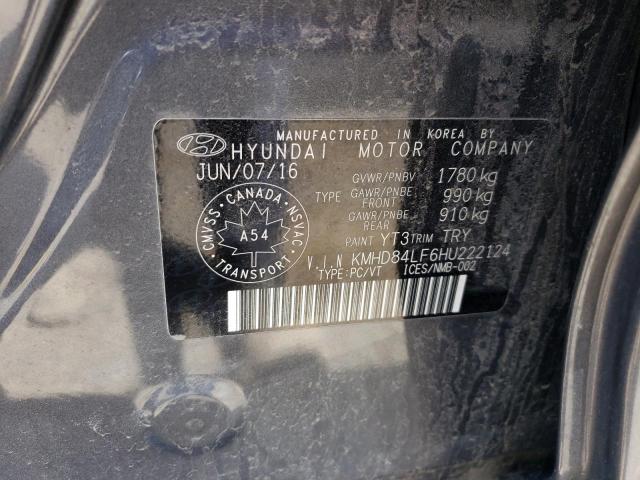 MANUFACTURED IN KOREA BY
HYUNDAI MOTOR COMPANY
JUN/07/16
GVWR/PNBV 1780 kg
TYPE GAWR/PNBE FRONT 990 kg
GAWR/PNBE REAR 910 kg
PAINT YT3 TRIM TRY
V.I.N KMHD84LF6HU222124
TYPE:PC/VT ICES/NMB-002
CMVSS · CANADA · NSVAC
A54
TRANSPORT